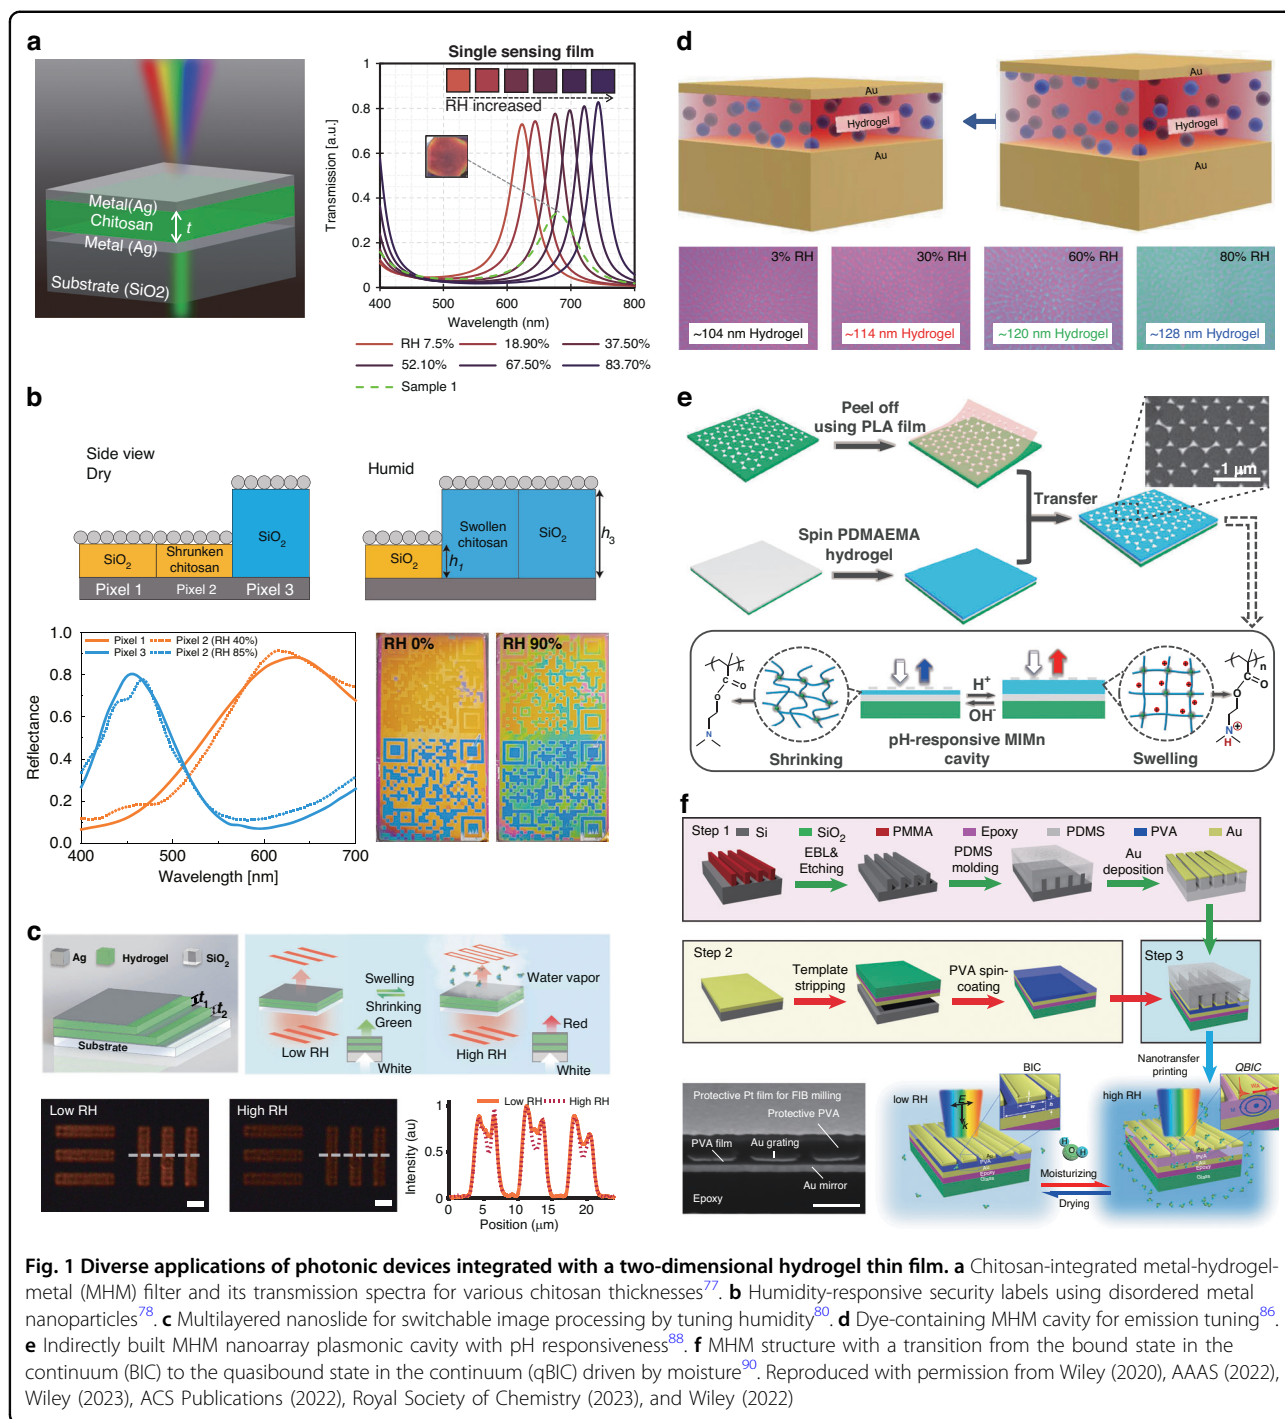 a
Metal(Ag)
Chitosan
t
Metal (Ag)
Substrate (SiO2)
Single sensing film
RH increased
Transmission [a.u.]
1
0.8
0.6
0.4
0.2
0
400
500
600
700
800
Wavelength (nm)
RH 7.5%
18.90%
37.50%
52.10%
67.50%
83.70%
Sample 1
b
Side view
Dry
SiO2
Shrunken
chitosan
SiO2
Pixel 1
Pixel 2
Pixel 3
Humid
SiO2
h1
Swollen
chitosan
SiO2
h3
Reflectance
1.0
0.8
0.6
0.4
0.2
0.0
400
500
600
700
Wavelength [nm]
Pixel 1
Pixel 2 (RH 40%)
Pixel 3
Pixel 2 (RH 85%)
RH 0%
RH 90%
c
Ag
Hydrogel
SiO2
t1
t2
Substrate
Swelling
Shrinking
Green
Low RH
White
Water vapor
Red
High RH
White
Low RH
High RH
Low RH
High RH
Intensity (au)
1
0.5
0
0
5
10
15
20
Position (μm)
d
Au
Hydrogel
Au
Au
Hydrogel
Au
3% RH
~104 nm Hydrogel
30% RH
~114 nm Hydrogel
60% RH
~120 nm Hydrogel
80% RH
~128 nm Hydrogel
e
Peel off
using PLA film
Spin PDMAEMA
hydrogel
Transfer
1 μm
n
O
O
N
Shrinking
H+
OH-
pH-responsive MIMn
cavity
Swelling
n
O
O
N
H
f
Step 1
Si
SiO2
PMMA
Epoxy
PDMS
PVA
Au
EBL&
Etching
PDMS
molding
Au
deposition
Step 2
Template
stripping
PVA spin-
coating
Step 3
Nanotransfer
printing
Protective Pt film for FIB milling
Protective PVA
PVA film
Au grating
Au mirror
Epoxy
low RH
BIC
E
k
Au
PVA
Au
Epoxy
Glass
H
O
H
Moisturizing
Drying
high RH
QBIC
Au
PVA
Au
Epoxy
Glass
Fig. 1 Diverse applications of photonic devices integrated with a two-dimensional hydrogel thin film. a Chitosan-integrated metal-hydrogel-
metal (MHM) filter and its transmission spectra for various chitosan thicknesses77. b Humidity-responsive security labels using disordered metal
nanoparticles78. c Multilayered nanoslide for switchable image processing by tuning humidity80. d Dye-containing MHM cavity for emission tuning86.
e Indirectly built MHM nanoarray plasmonic cavity with pH responsiveness88. f MHM structure with a transition from the bound state in the
continuum (BIC) to the quasibound state in the continuum (qBIC) driven by moisture90. Reproduced with permission from Wiley (2020), AAAS (2022),
Wiley (2023), ACS Publications (2022), Royal Society of Chemistry (2023), and Wiley (2022)